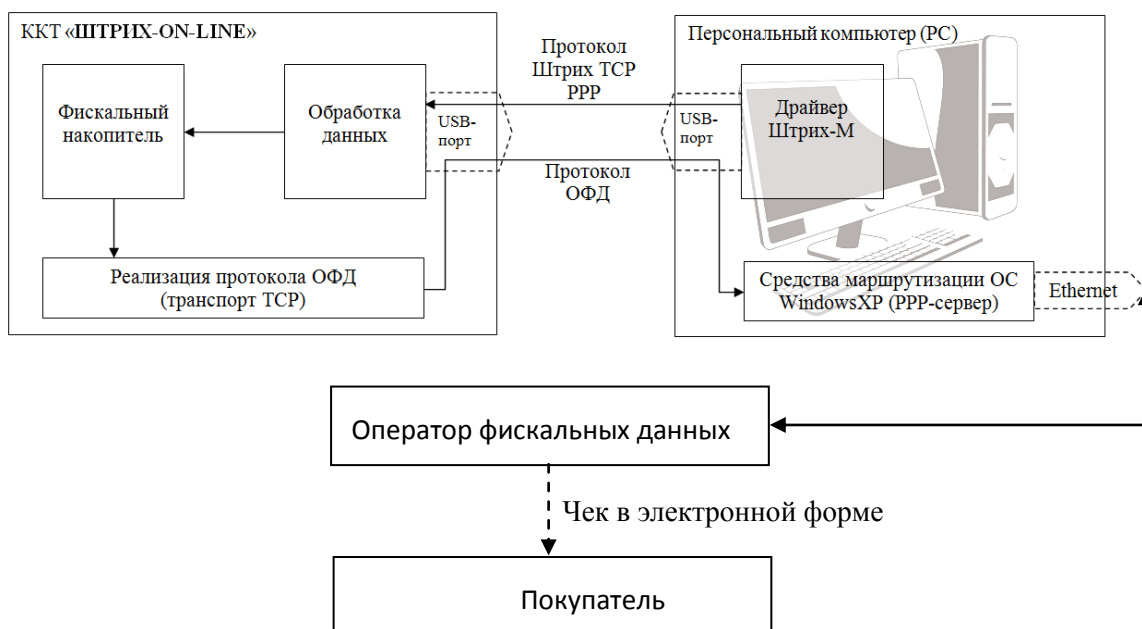 ККТ «ШТРИХ-ON-LINE»
Фискальный
накопитель
Обработка
данных
USB-
порт
Реализация протокола ОФД
(транспорт TCP)
Протокол
Штрих TCP
PPP
Протокол
ОФД
Персональный компьютер (PC)
USB-
порт
Драйвер
Штрих-М
Средства маршрутизации ОС
WindowsXP (PPP-сервер)
Ethernet
Оператор фискальных данных
Чек в электронной форме
Покупатель